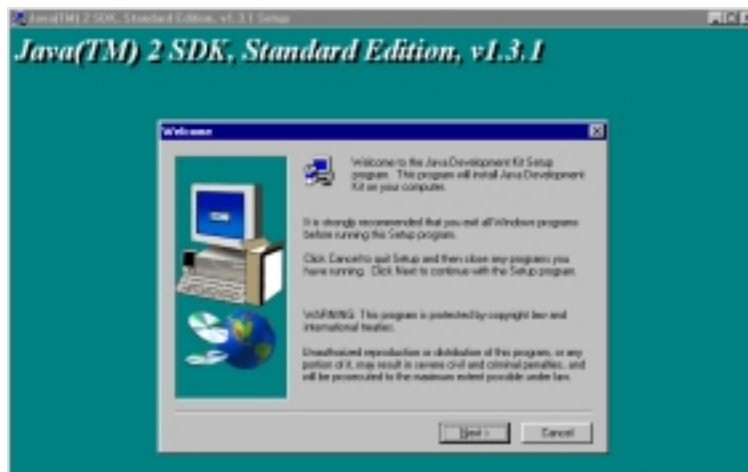 Java(TM) 2 SDK, Standard Edition, v1.3.1 Setup
Java(TM) 2 SDK, Standard Edition, v1.3.1
Welcome
Welcome to the Java Development Kit Setup
program. This program will install Java Development
Kit on your computer.
It is strongly recommended that you exit all Windows programs
before running this Setup program.
Click Cancel to quit Setup and then close any programs you
have running. Click Next to continue with the Setup program.
WARNING: This program is protected by copyright law and
international treaties.
Unauthorized reproduction or distribution of this program, or any
portion of it, may result in severe civil and criminal penalties, and
will be prosecuted to the maximum extent possible under law.
Next >
Cancel